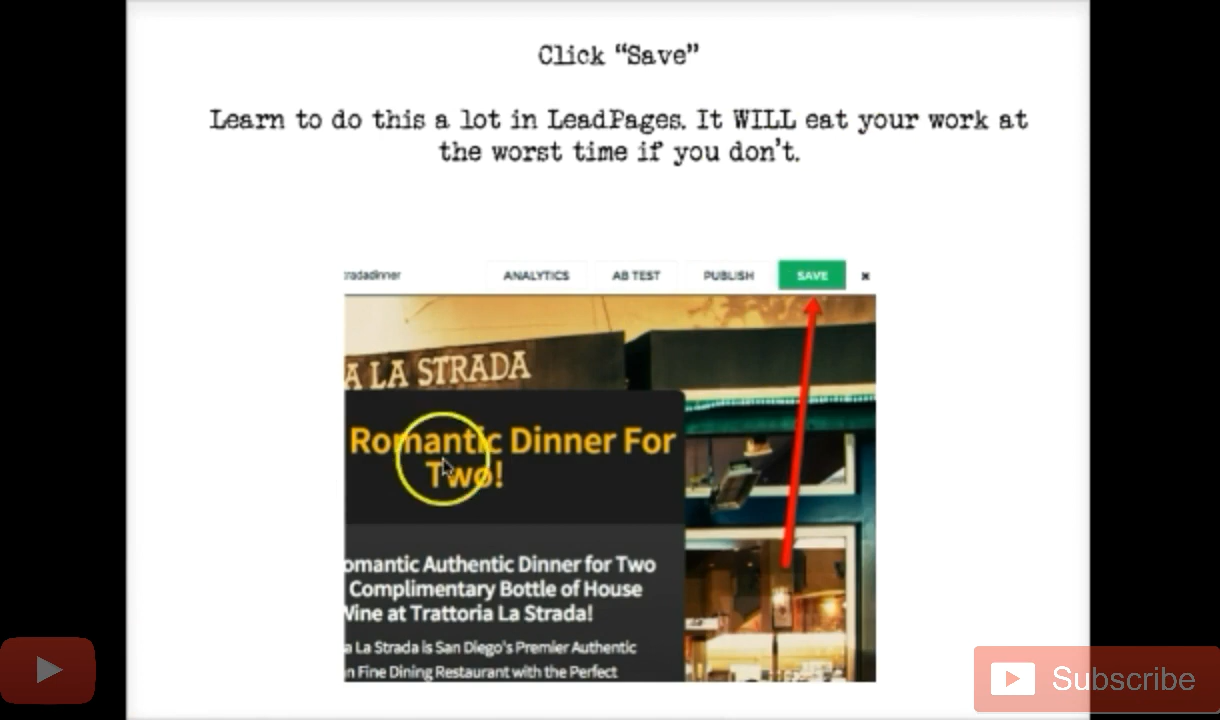 Click “Save”
Learn to do this a lot in LeadPages. It WILL eat your work at
the worst time if you don’t.
tradadinner
ANALYTICS
AB TEST
PUBLISH
SAVE
A LA STRADA
Romantic Dinner For
Two!
omantic Authentic Dinner for Two
Complimentary Bottle of House
Wine at Trattoria La Strada!
a La Strada is San Diego's Premier Authentic
n Fine Dining Restaurant with the Perfect
Subscribe